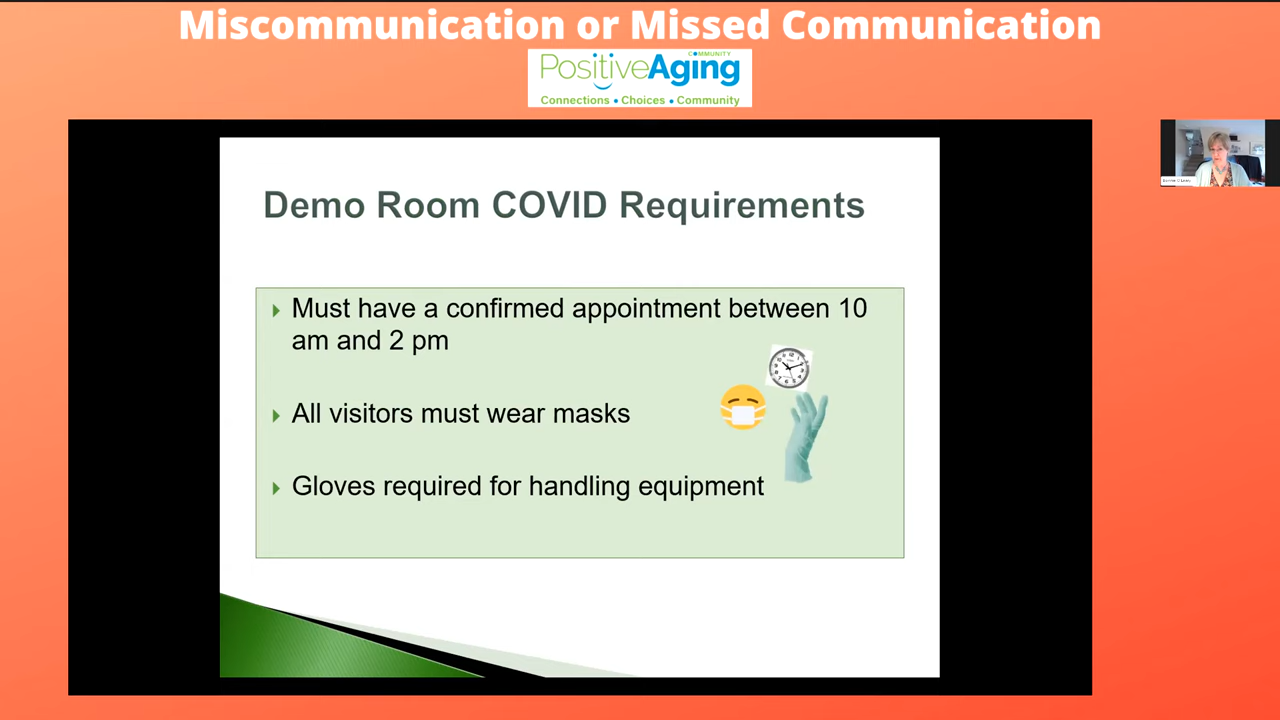 Miscommunication or Missed Communication
COMMUNITY
PositiveAging
Connections • Choices • Community
Demo Room COVID Requirements
Must have a confirmed appointment between 10
am and 2 pm
All visitors must wear masks
Gloves required for handling equipment